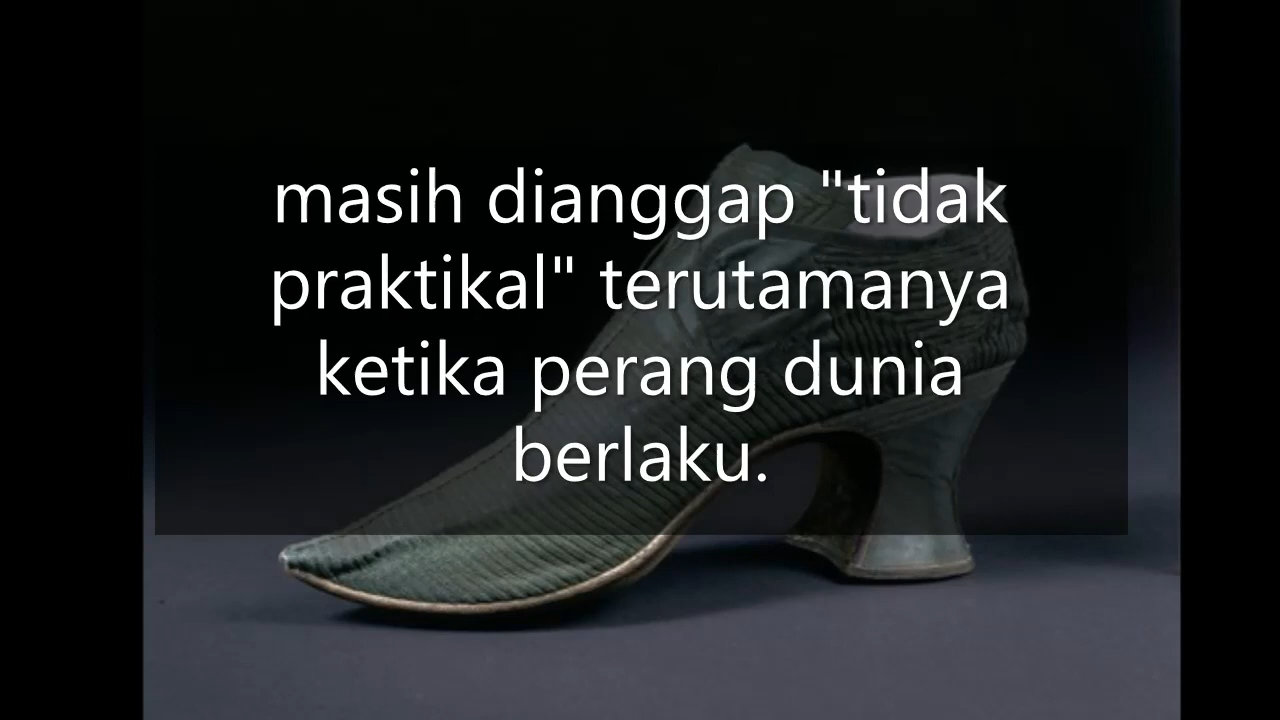 masih dianggap "tidak
praktikal" terutamanya
ketika perang dunia
berlaku.